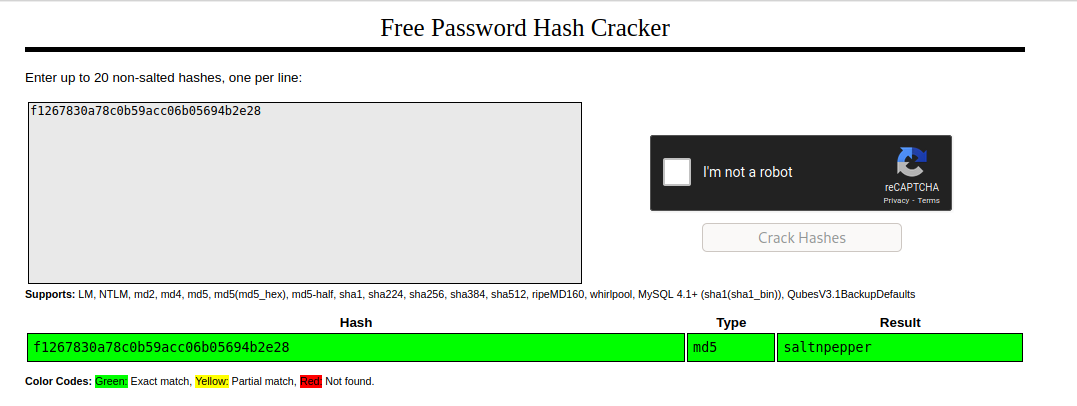 Free Password Hash Cracker
Enter up to 20 non-salted hashes, one per line:
f1267830a78c0b59acc06b05694b2e28
I'm not a robot
reCAPTCHA
Privacy - Terms
Crack Hashes
Supports: LM, NTLM, md2, md4, md5, md5(md5_hex), md5-half, sha1, sha224, sha256, sha384, sha512, ripeMD160, whirlpool, MySQL 4.1+ (sha1(sha1_bin)), QubesV3.1BackupDefaults
Hash Type Result
f1267830a78c0b59acc06b05694b2e28 md5 saltnpepper
Color Codes: Green: Exact match, Yellow: Partial match, Red: Not found.